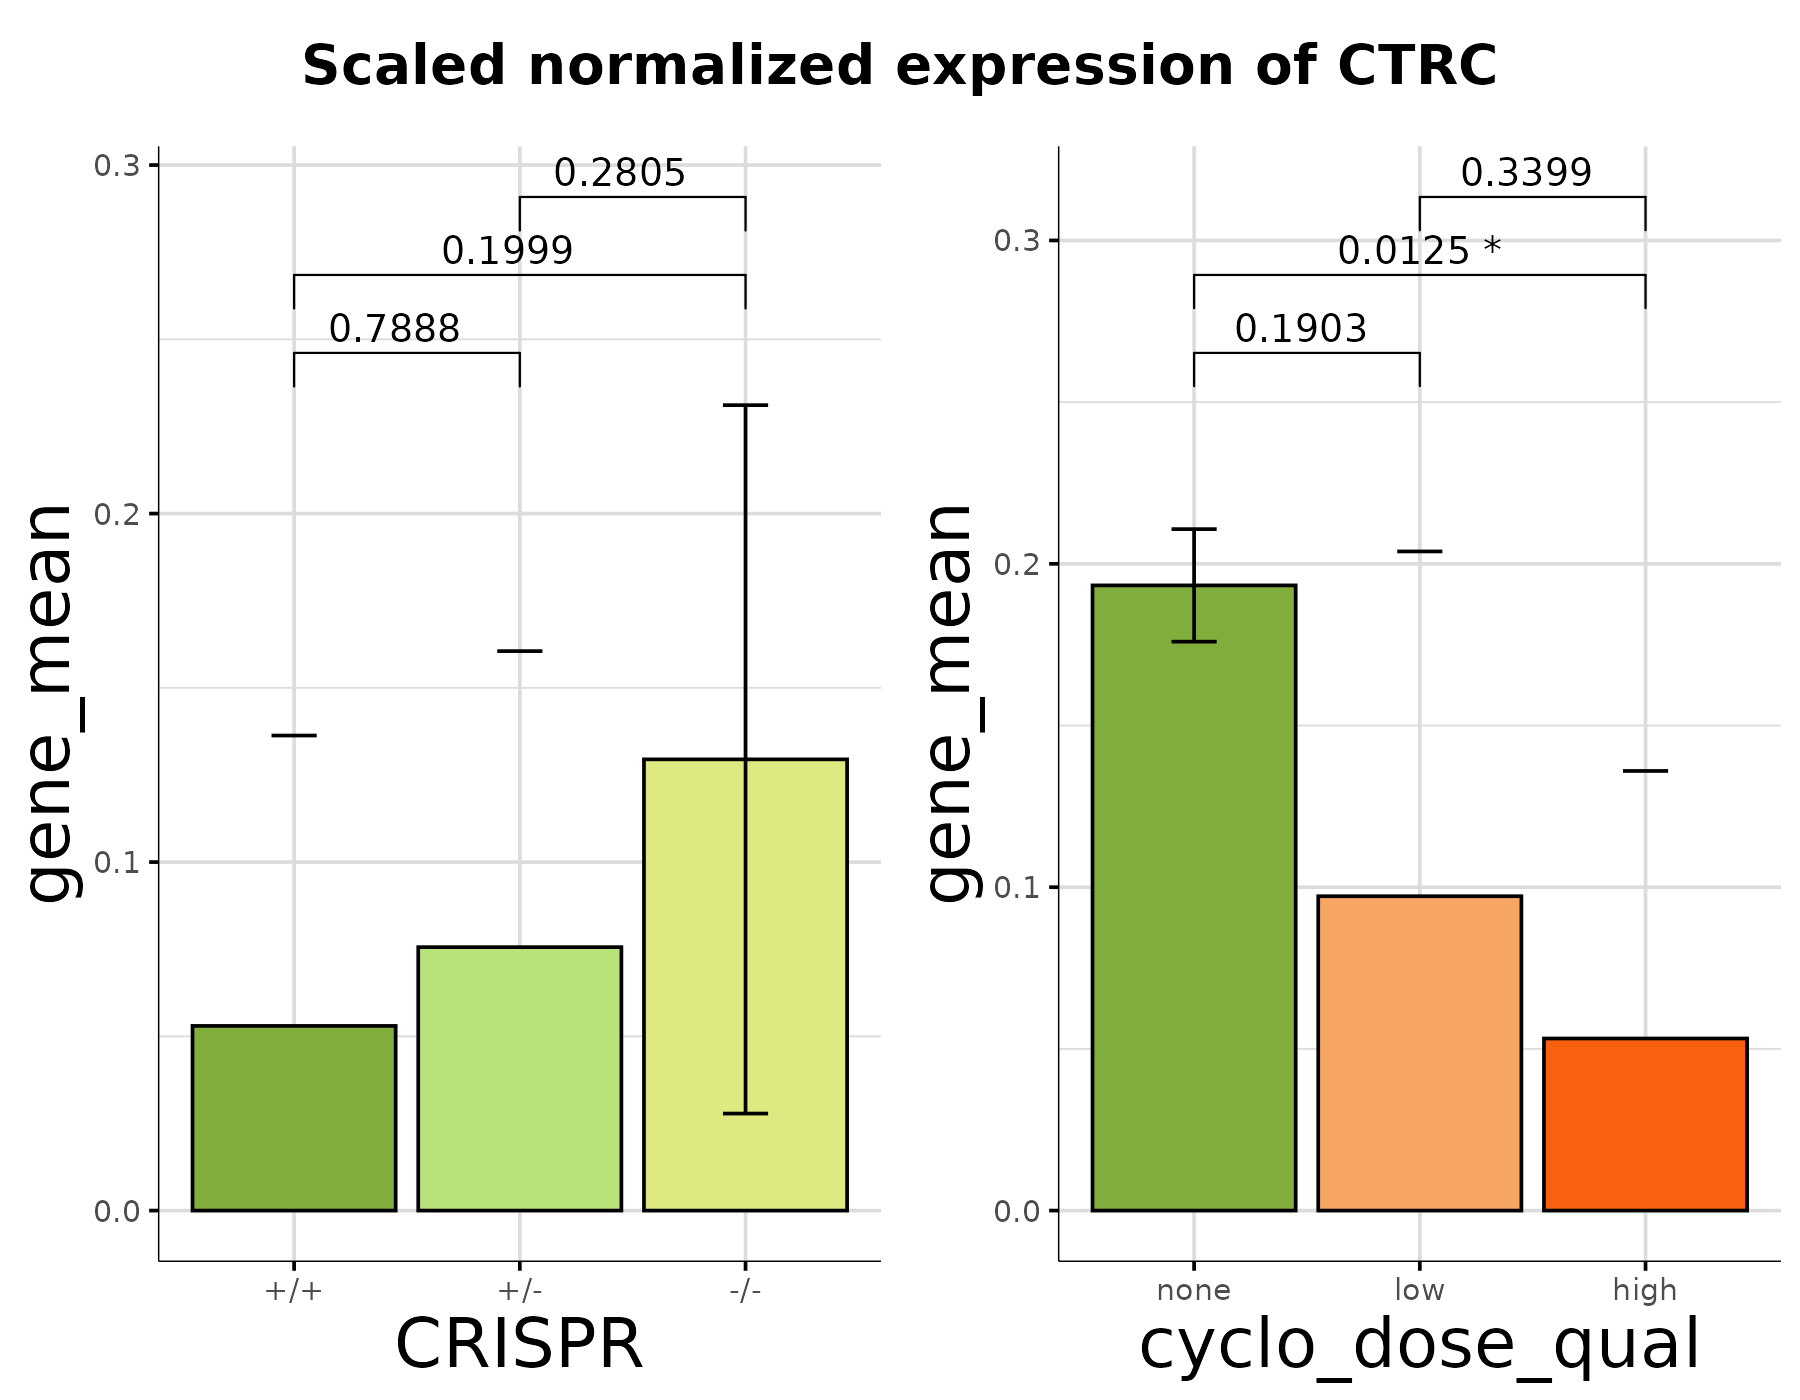 Scaled normalized expression of CTRC
gene_mean
0.3
0.2
0.1
0.0
0.2805
0.1999
0.7888
+/+
+/-
-/-
CRISPR
gene_mean
0.3
0.2
0.1
0.0
0.3399
0.0125 *
0.1903
none
low
high
cyclo_dose_qual